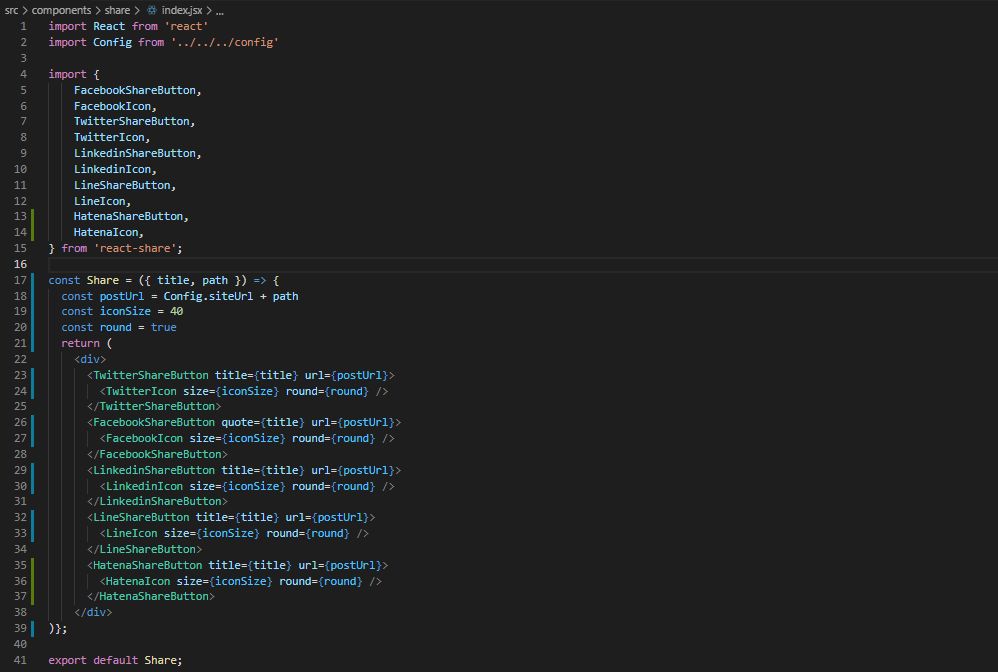 src > components > share > index.jsx > ...
1 import React from 'react'
2 import Config from '../../../config'
3
4 import {
5     FacebookShareButton,
6     FacebookIcon,
7     TwitterShareButton,
8     TwitterIcon,
9     LinkedinShareButton,
10     LinkedinIcon,
11     LineShareButton,
12     LineIcon,
13     HatenaShareButton,
14     HatenaIcon,
15 } from 'react-share';
16
17 const Share = ({ title, path }) => {
18   const postUrl = Config.siteUrl + path
19   const iconSize = 40
20   const round = true
21   return (
22     <div>
23       <TwitterShareButton title={title} url={postUrl}>
24         <TwitterIcon size={iconSize} round={round} />
25       </TwitterShareButton>
26       <FacebookShareButton quote={title} url={postUrl}>
27         <FacebookIcon size={iconSize} round={round} />
28       </FacebookShareButton>
29       <LinkedinShareButton title={title} url={postUrl}>
30         <LinkedinIcon size={iconSize} round={round} />
31       </LinkedinShareButton>
32       <LineShareButton title={title} url={postUrl}>
33         <LineIcon size={iconSize} round={round} />
34       </LineShareButton>
35       <HatenaShareButton title={title} url={postUrl}>
36         <HatenaIcon size={iconSize} round={round} />
37       </HatenaShareButton>
38     </div>
39 )};
40
41 export default Share;